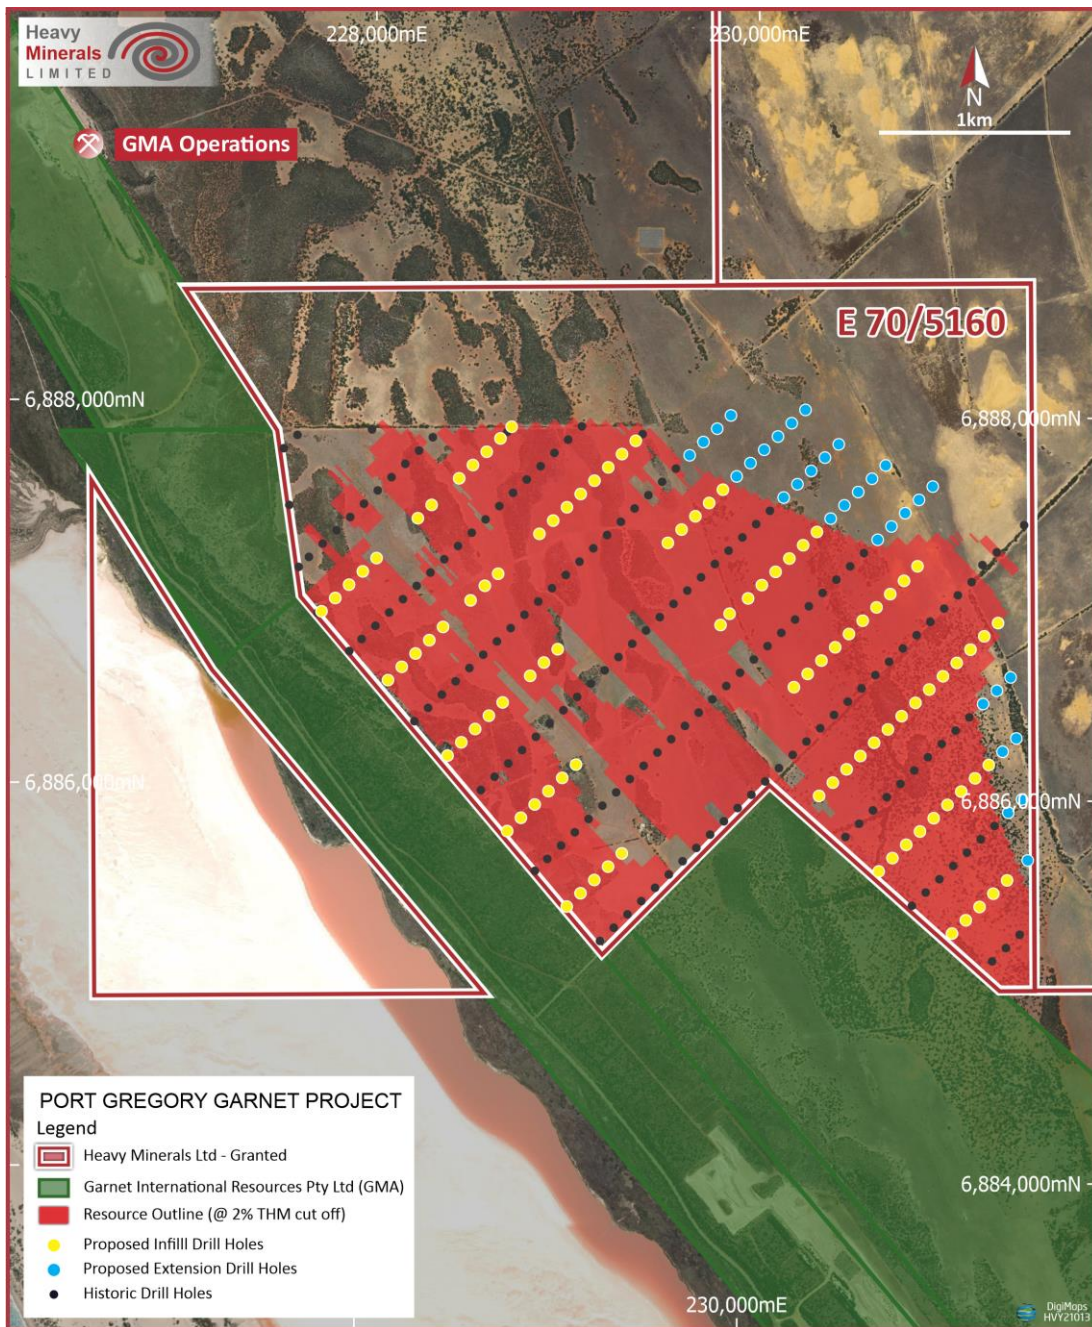 Heavy
Minerals
LIMITED
228,000mE
230,000mE
N
1km
GMA Operations
E 70/5160
6,888,000mN
6,888,000mN
6,886,000mN
6,886,000mN
6,884,000mN
230,000mE
PORT GREGORY GARNET PROJECT
Legend
Heavy Minerals Ltd - Granted
Garnet International Resources Pty Ltd (GMA)
Resource Outline (@ 2% THM cut off)
Proposed Infilll Drill Holes
Proposed Extension Drill Holes
Historic Drill Holes
DigiMaps
HVY21013